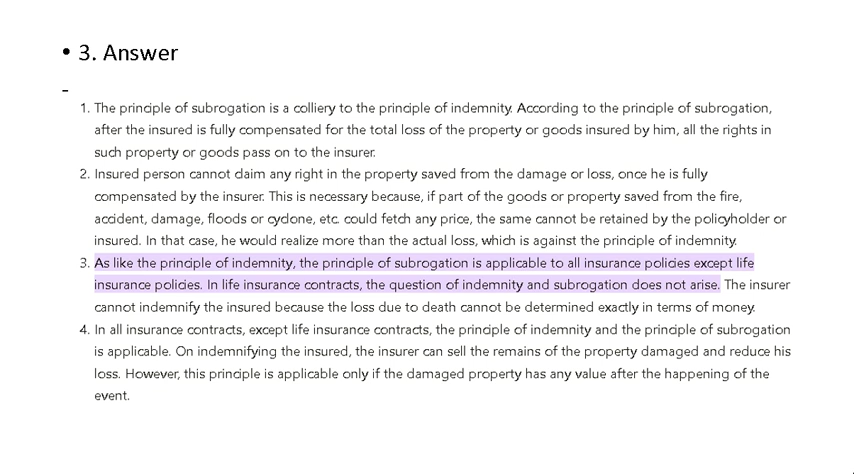 • 3. Answer
-
1. The principle of subrogation is a colliery to the principle of indemnity. According to the principle of subrogation,
after the insured is fully compensated for the total loss of the property or goods insured by him, all the rights in
such property or goods pass on to the insurer.
2. Insured person cannot claim any right in the property saved from the damage or loss, once he is fully
compensated by the insurer. This is necessary because, if part of the goods or property saved from the fire,
accident, damage, floods or cyclone, etc. could fetch any price, the same cannot be retained by the policyholder or
insured. In that case, he would realize more than the actual loss, which is against the principle of indemnity.
3. As like the principle of indemnity, the principle of subrogation is applicable to all insurance policies except life
insurance policies. In life insurance contracts, the question of indemnity and subrogation does not arise. The insurer
cannot indemnify the insured because the loss due to death cannot be determined exactly in terms of money.
4. In all insurance contracts, except life insurance contracts, the principle of indemnity and the principle of subrogation
is applicable. On indemnifying the insured, the insurer can sell the remains of the property damaged and reduce his
loss. However, this principle is applicable only if the damaged property has any value after the happening of the
event.